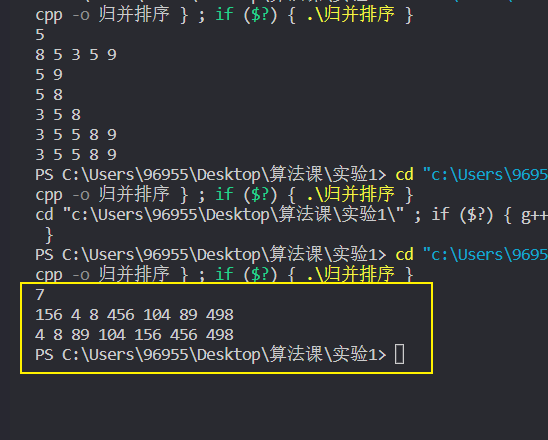 cpp -o 归并排序 } ; if ($?) { .\归并排序 }
5
8 5 3 5 9
5 9
5 8
3 5 8
3 5 5 8 9
3 5 5 8 9
PS C:\Users\96955\Desktop\算法课\实验1> cd "c:\Users\9695
cpp -o 归并排序 } ; if ($?) { .\归并排序 }
cd "c:\Users\96955\Desktop\算法课\实验1\" ; if ($?) { g++
}
PS C:\Users\96955\Desktop\算法课\实验1> cd "c:\Users\9695
cpp -o 归并排序 } ; if ($?) { .\归并排序 }
7
156 4 8 456 104 89 498
4 8 89 104 156 456 498
PS C:\Users\96955\Desktop\算法课\实验1>